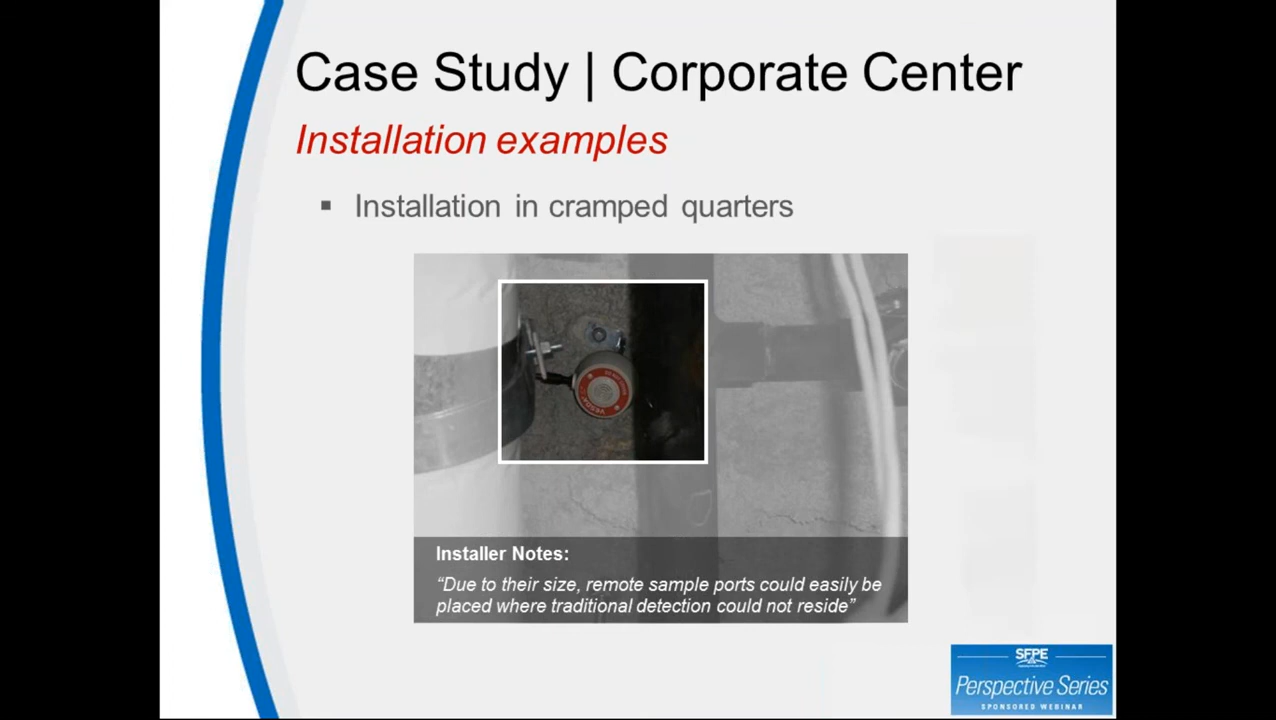 Case Study | Corporate Center
Installation examples
▪ Installation in cramped quarters
Installer Notes:
“Due to their size, remote sample ports could easily be
placed where traditional detection could not reside”
SFPE
Perspective Series
SPONSORED WEBINAR